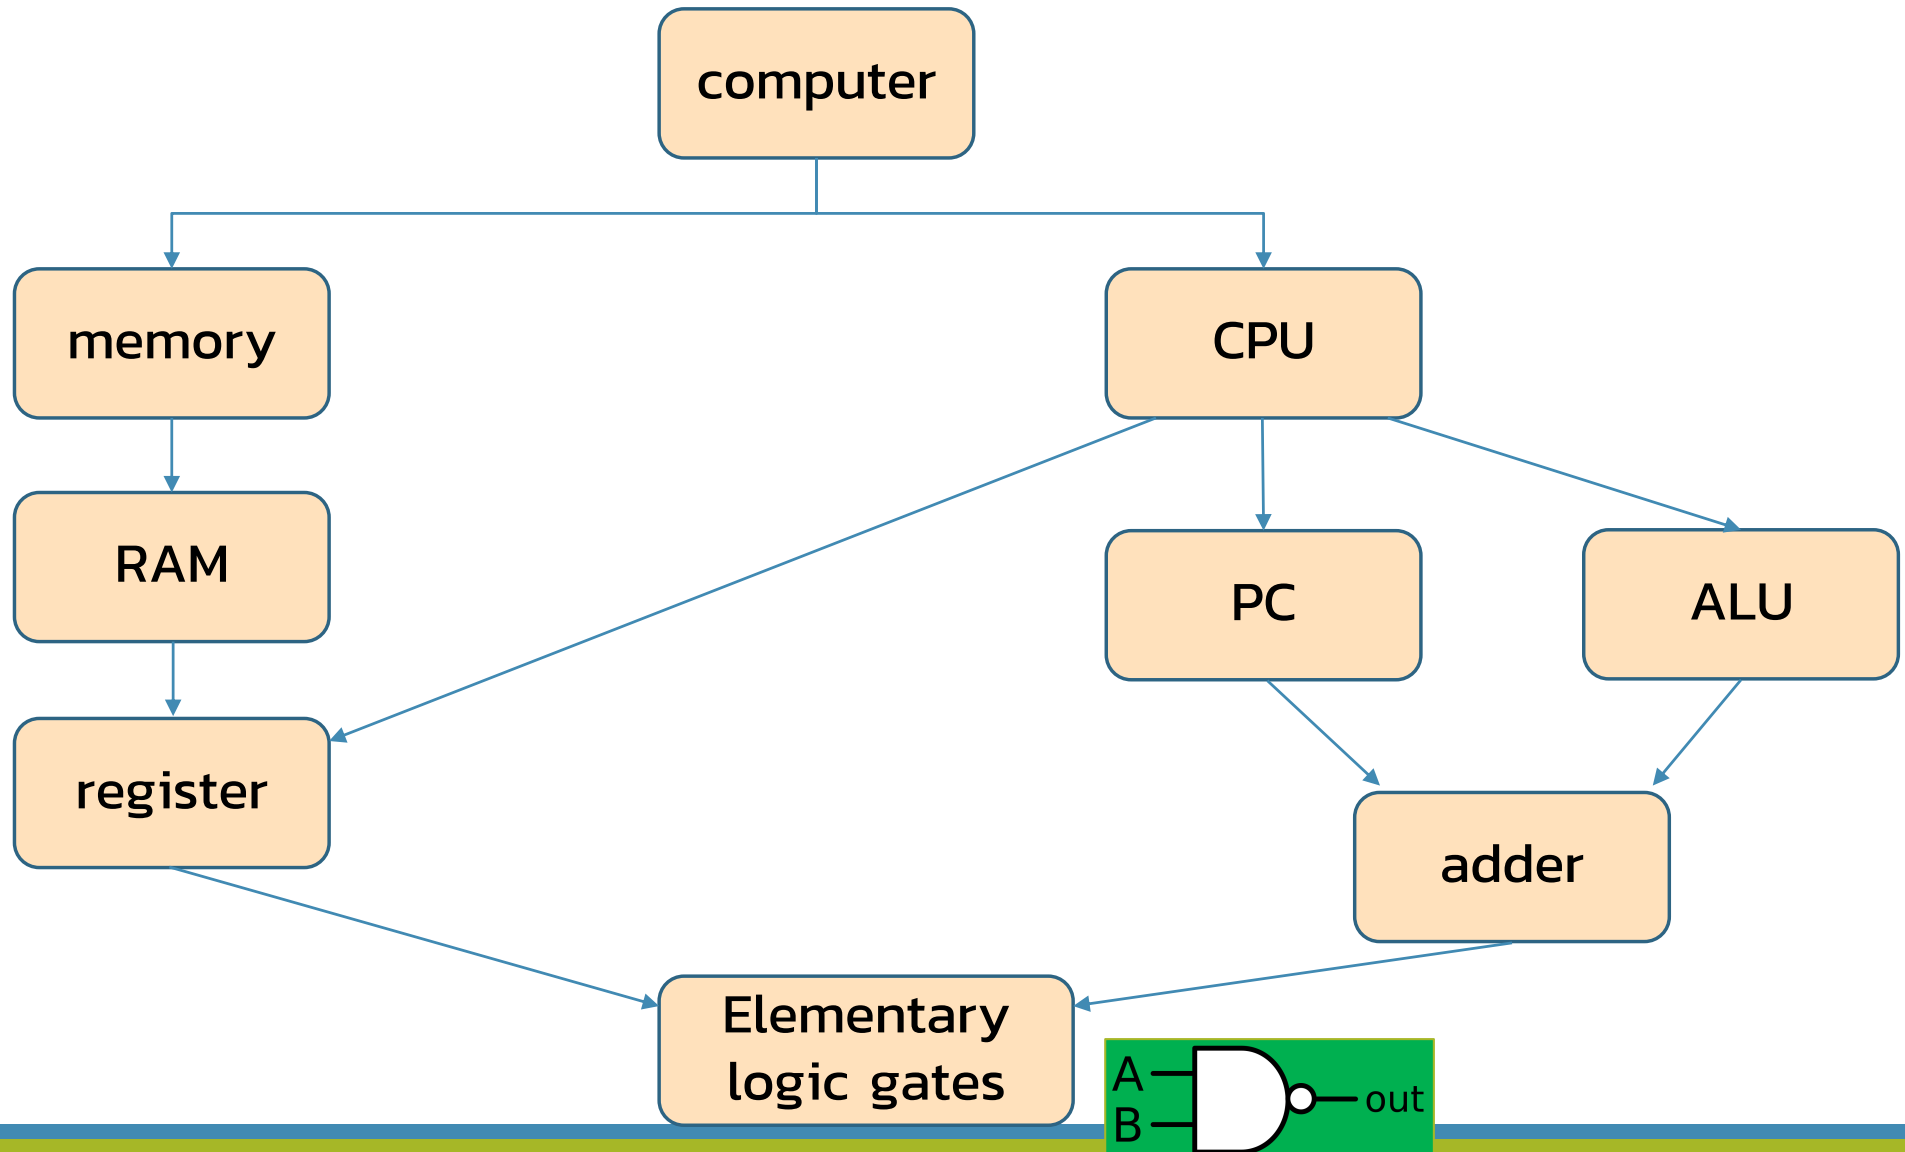 computer
memory
CPU
RAM
PC
ALU
register
adder
Elementary
logic gates
A
B
out